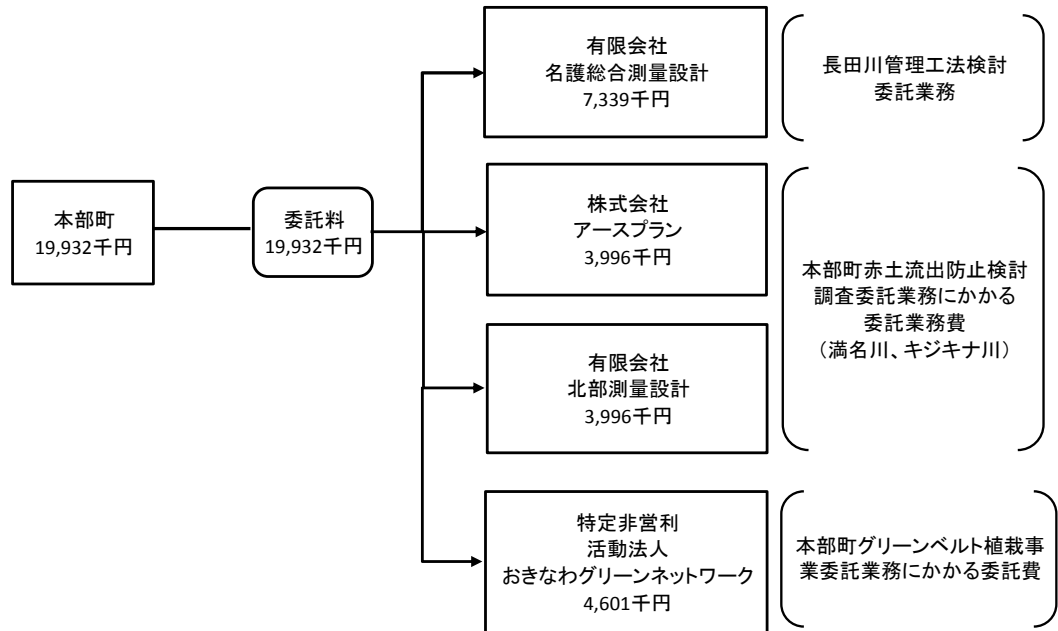 本部町
19,932千円
委託料
19,932千円
有限会社
名護総合測量設計
7,339千円
長田川管理工法検討
委託業務
株式会社
アースプラン
3,996千円
有限会社
北部測量設計
3,996千円
本部町赤土流出防止検討
調査委託業務にかかる
委託業務費
（満名川、キジキナ川）
特定非営利
活動法人
おきなわグリーンネットワーク
4,601千円
本部町グリーンベルト植栽事
業委託業務にかかる委託費